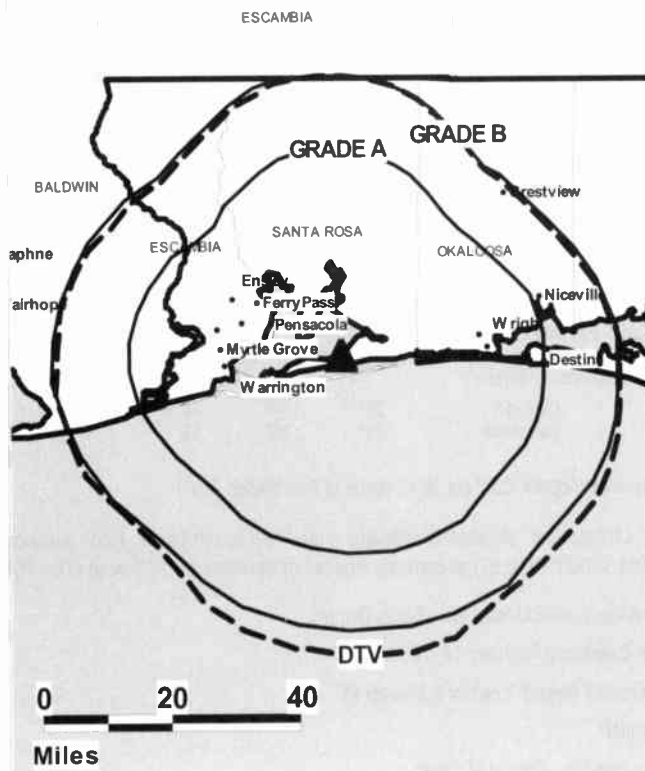 ESCAMBIA
GRADE B
GRADE A
BALDWIN
Crestview
SANTA ROSA
ESCAMBIA
OKALOOSA
aphne
Niceville
airhop
Ferry Pass
Pensacola
Myrtle Grove
Destin
Warrington
DTV
0 20 40
Miles